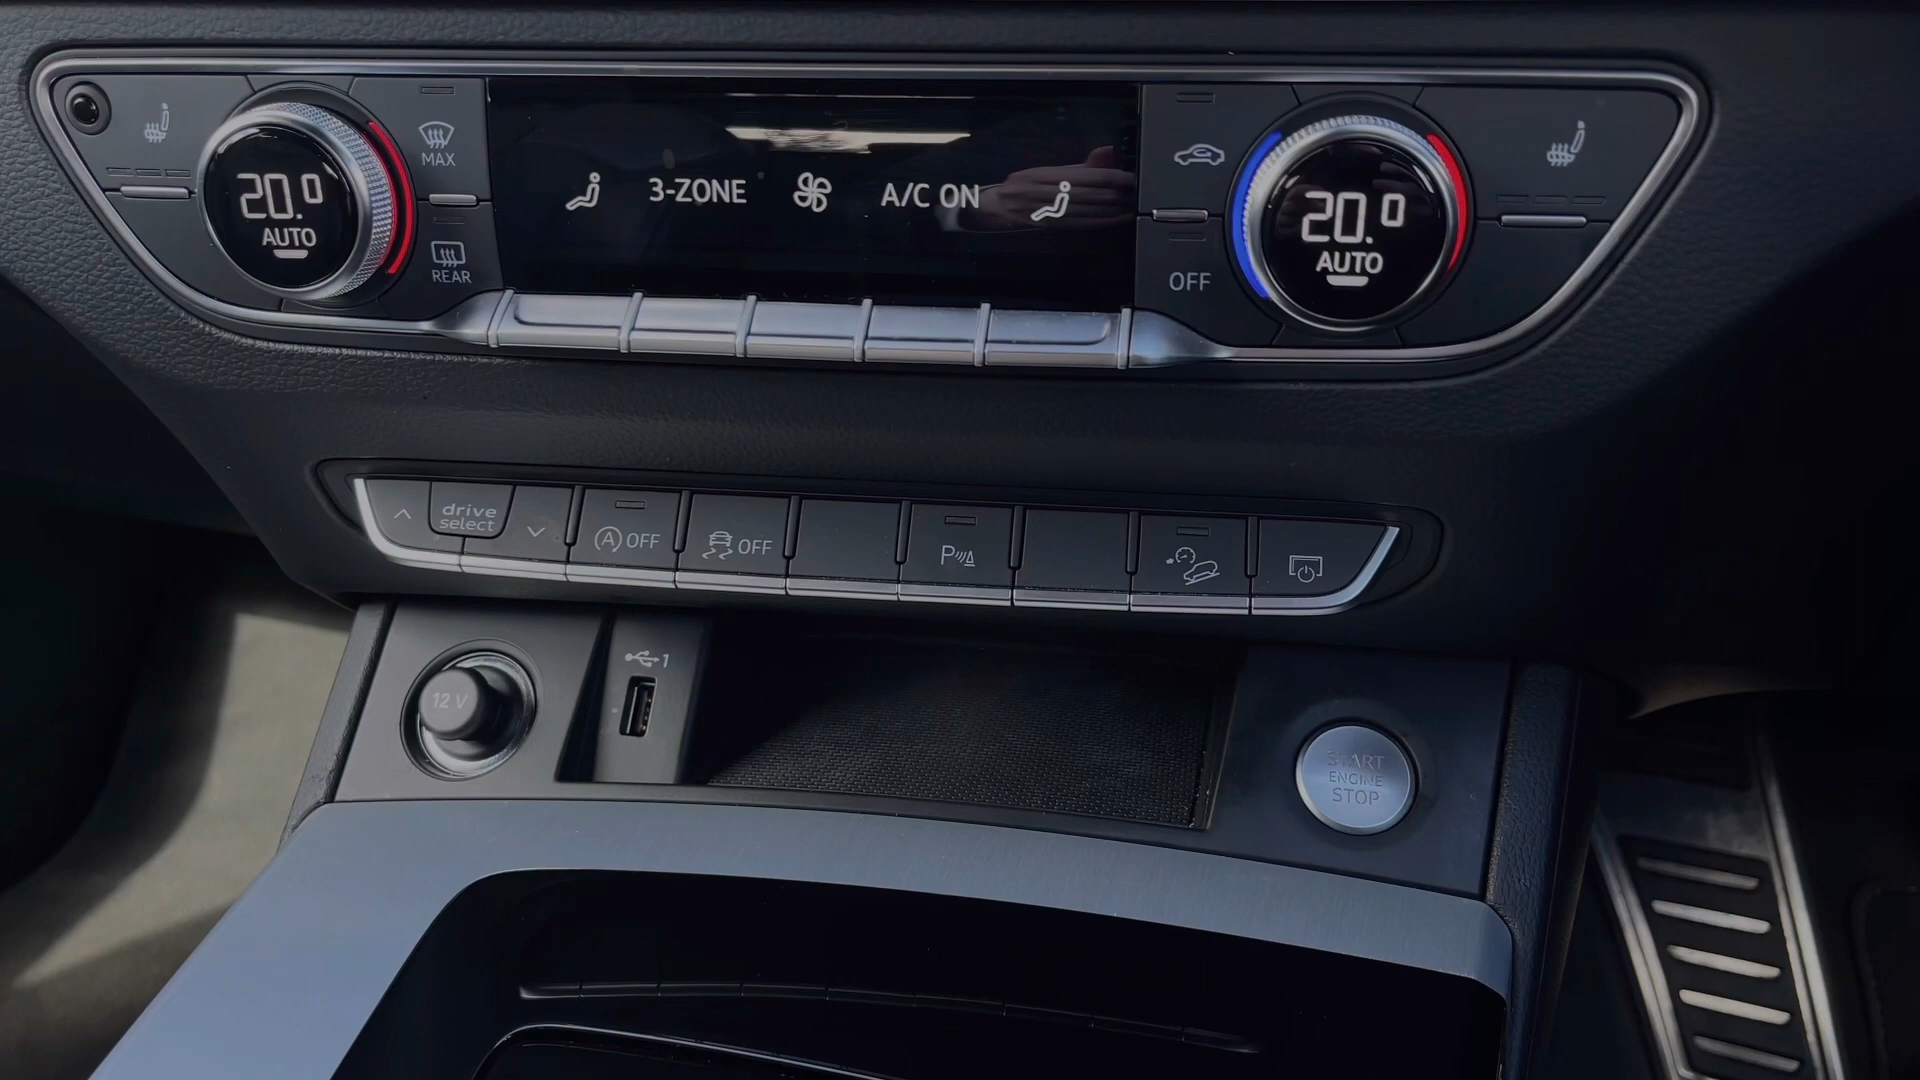 20.0
AUTO
MAX
REAR
3-ZONE
A/C ON
OFF
20.0
AUTO
drive
select
A OFF
OFF
P
12 V
1
START
ENGINE
STOP